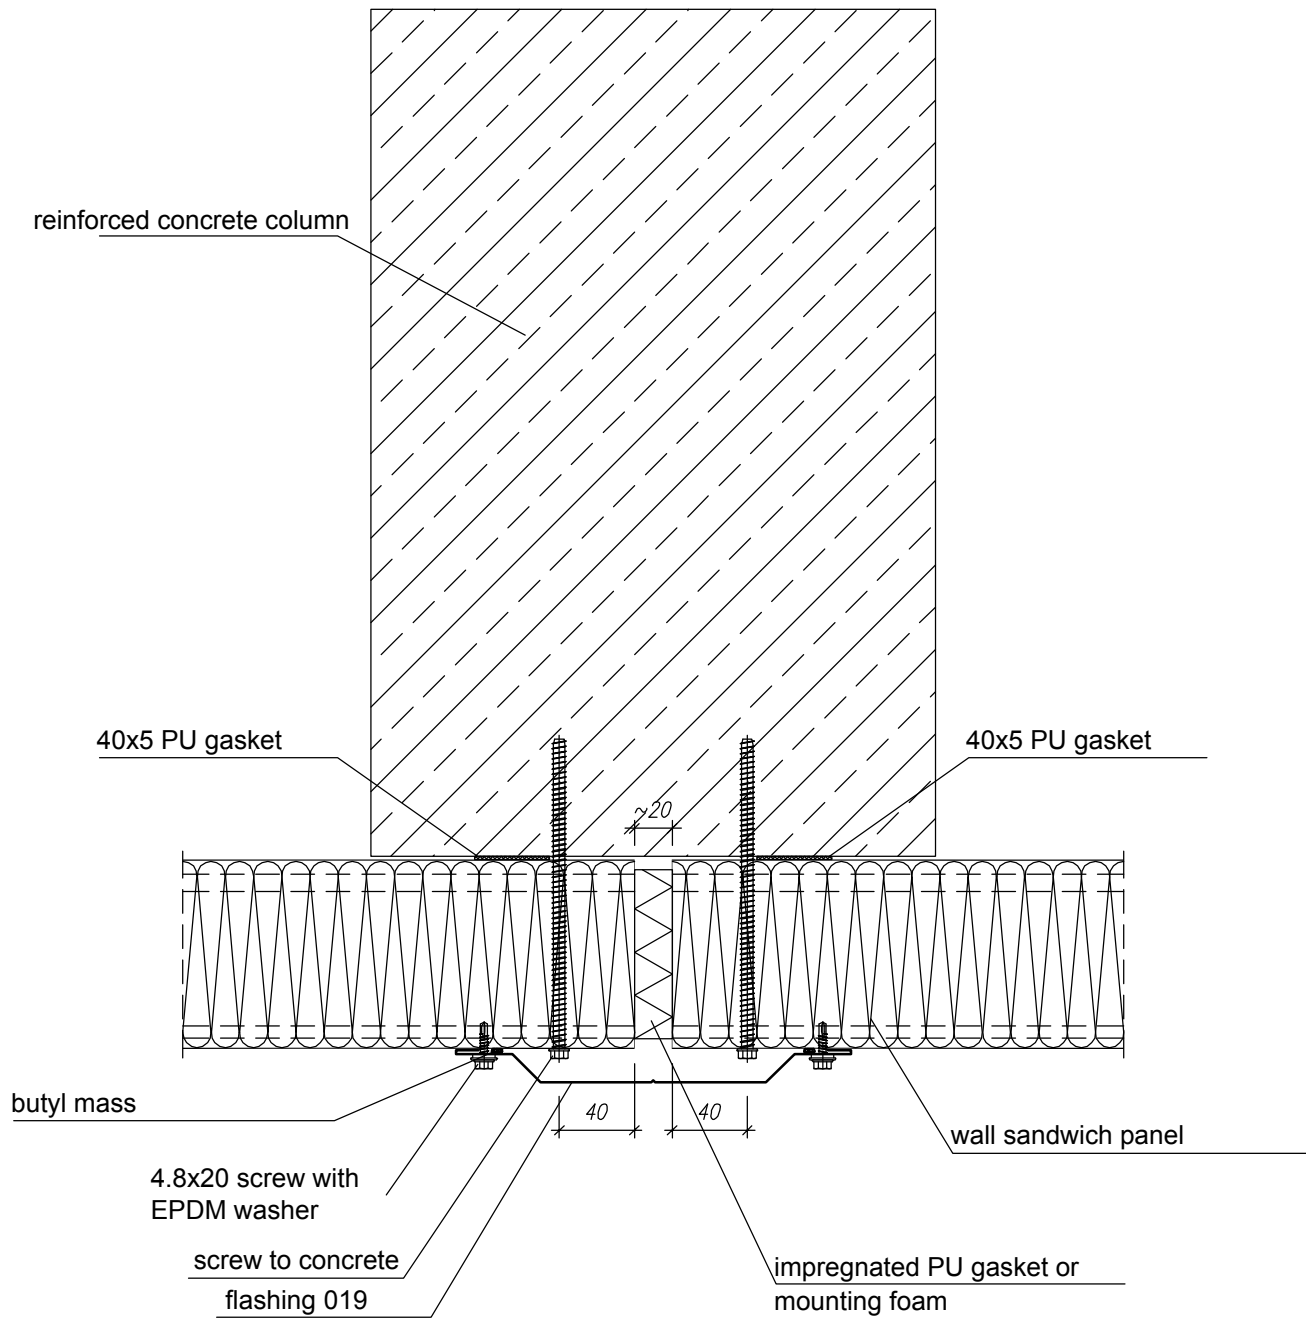 reinforced concrete column
40x5 PU gasket
40x5 PU gasket
~20
butyl mass
40
40
wall sandwich panel
4.8x20 screw with
EPDM washer
screw to concrete
flashing 019
impregnated PU gasket or
mounting foam